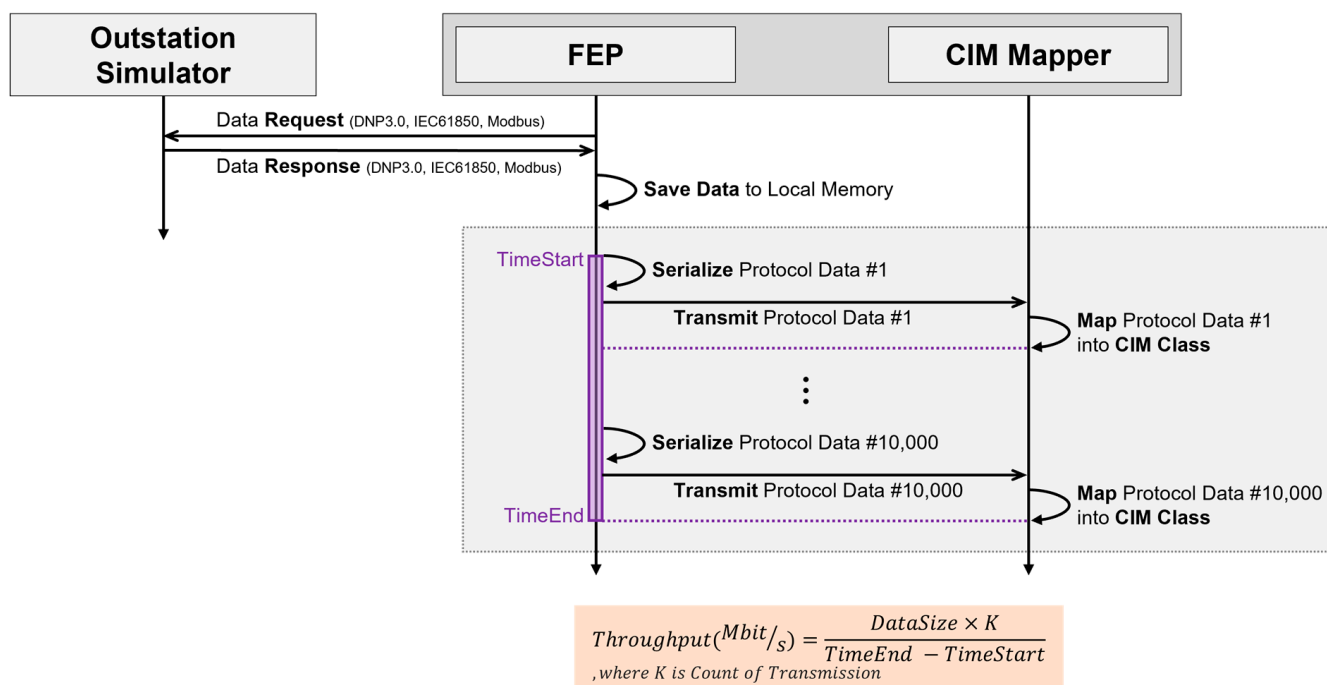 Outstation
Simulator
FEP
CIM Mapper
Data Request (DNP3.0, IEC61850, Modbus)
Data Response (DNP3.0, IEC61850, Modbus)
Save Data to Local Memory
TimeStart
Serialize Protocol Data #1
Transmit Protocol Data #1
Map Protocol Data #1
into CIM Class
Serialize Protocol Data #10,000
Transmit Protocol Data #10,000
Map Protocol Data #10,000
into CIM Class
TimeEnd
Throughput(Mbit/s) = DataSize × K / TimeEnd − TimeStart
, where K is Count of Transmission